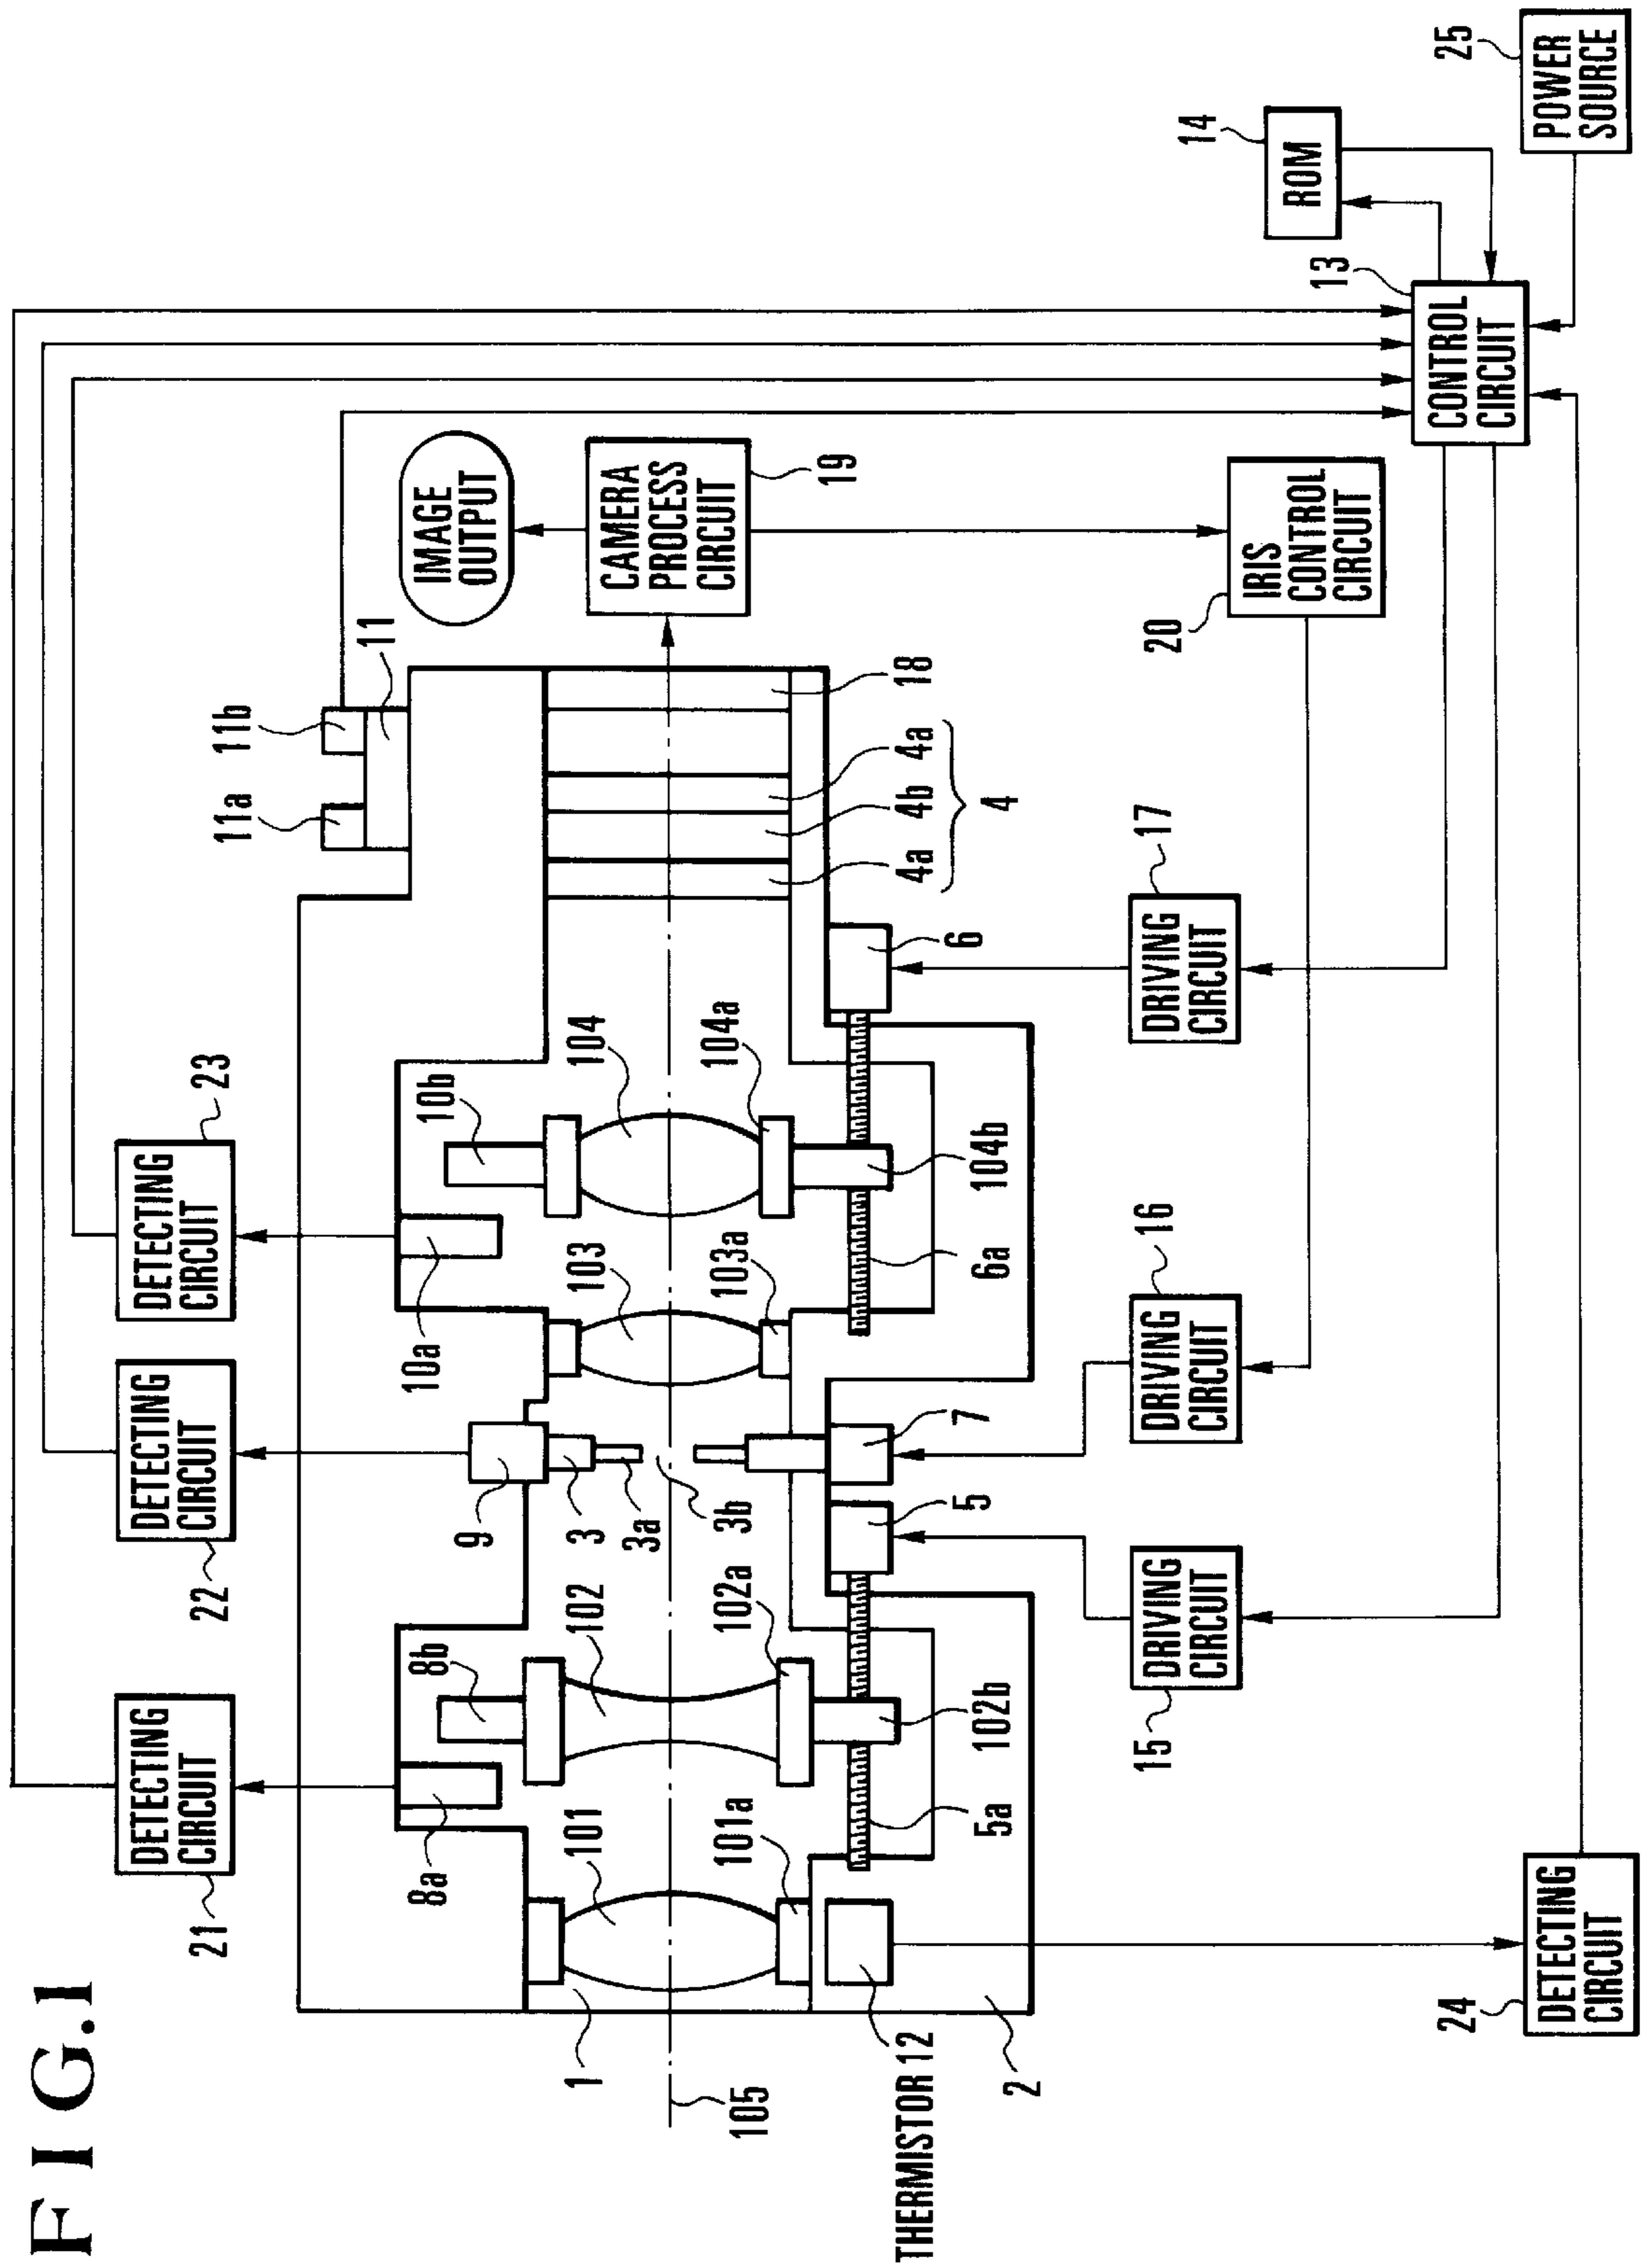 FIG.1
21
DETECTING
CIRCUIT
22
DETECTING
CIRCUIT
23
DETECTING
CIRCUIT
8a
8b
9
10a
10b
11a
11b
11
IMAGE
OUTPUT
1
101
102
3
103
104
3a
105
101a
102a
3b
103a
104a
4a
4b
4a
18
4
CAMERA
PROCESS
CIRCUIT
19
THERMISTOR 12
2
5a
102b
5
7
6a
104b
6
15
DRIVING
CIRCUIT
16
DRIVING
CIRCUIT
17
DRIVING
CIRCUIT
20
IRIS
CONTROL
CIRCUIT
13
CONTROL
CIRCUIT
14
ROM
24
DETECTING
CIRCUIT
25
POWER
SOURCE